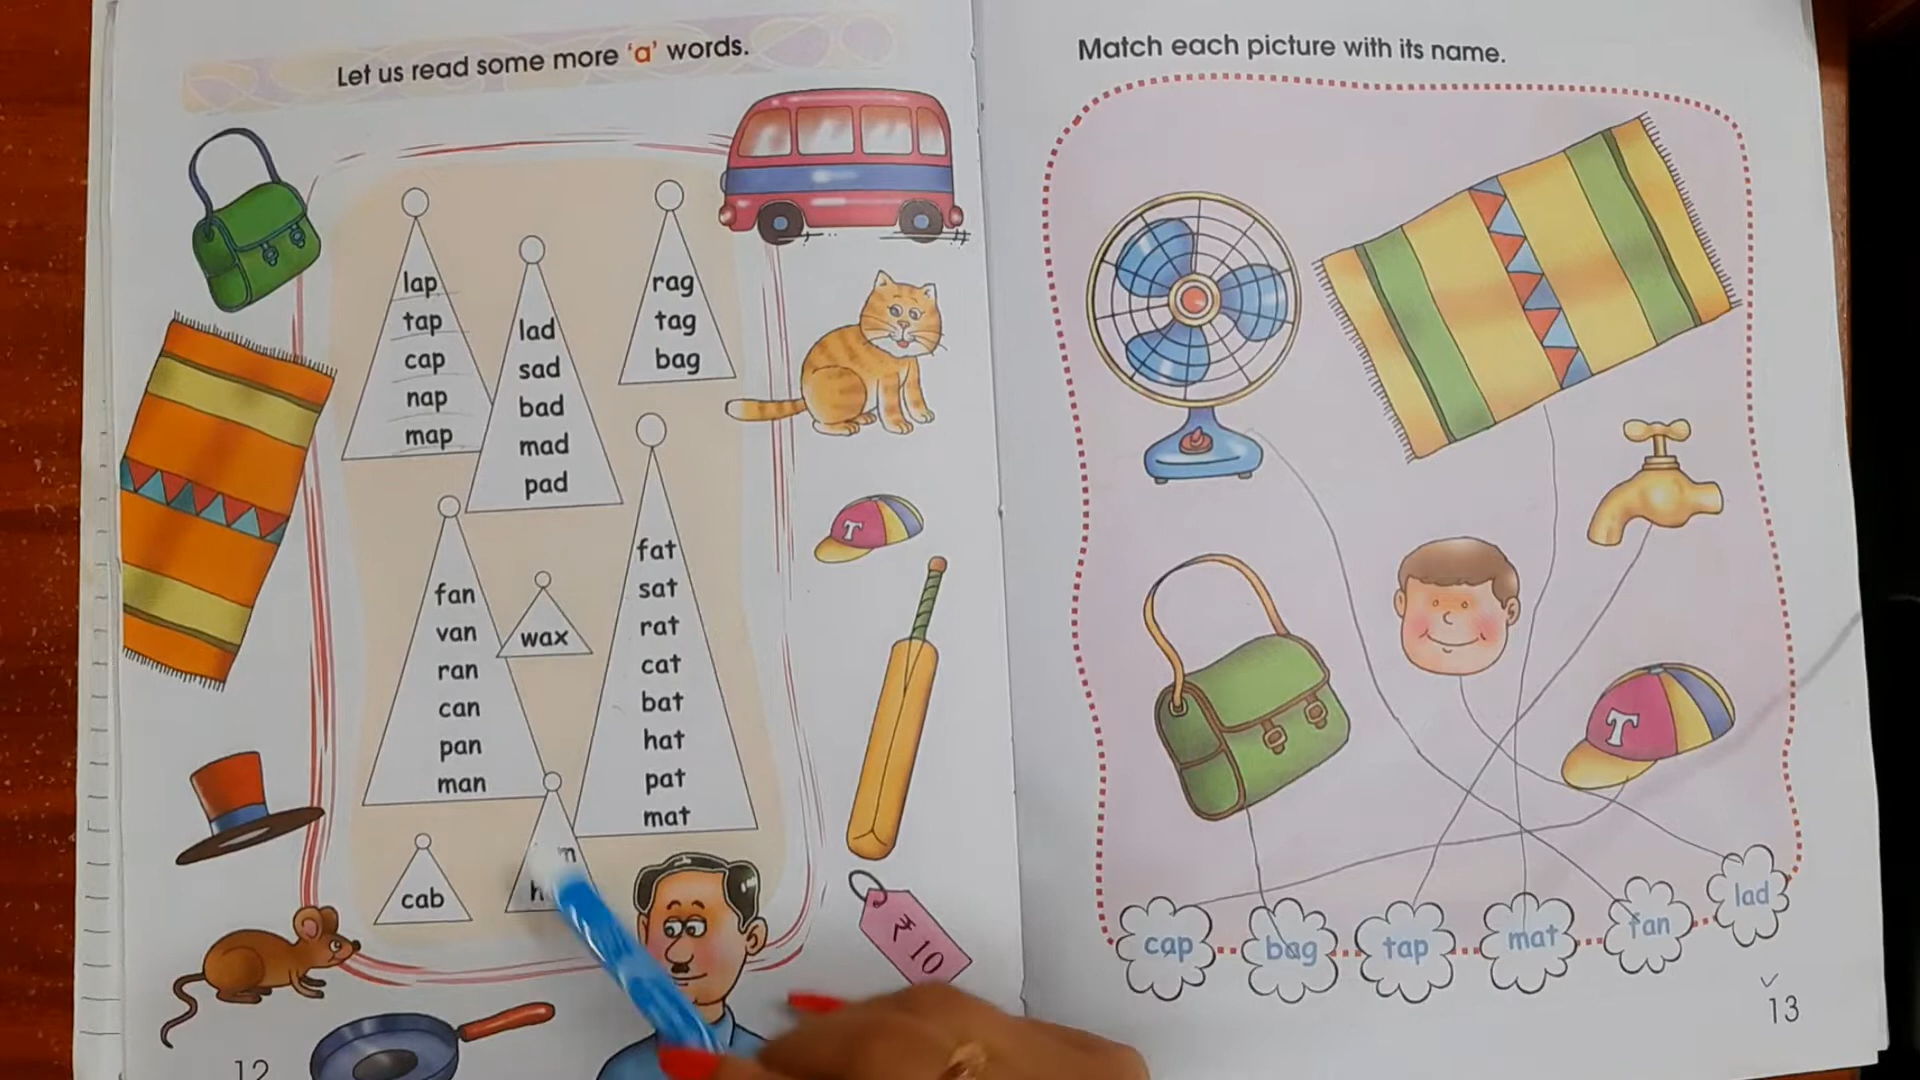 Let us read some more 'a' words.
lap
tap
cap
nap
map
lad
sad
bad
mad
pad
rag
tag
bag
fan
van
ran
can
pan
man
wax
fat
sat
rat
cat
bat
hat
pat
mat
cab
T
₹ 10
12
Match each picture with its name.
T
cap
bag
tap
mat
fan
lad
13